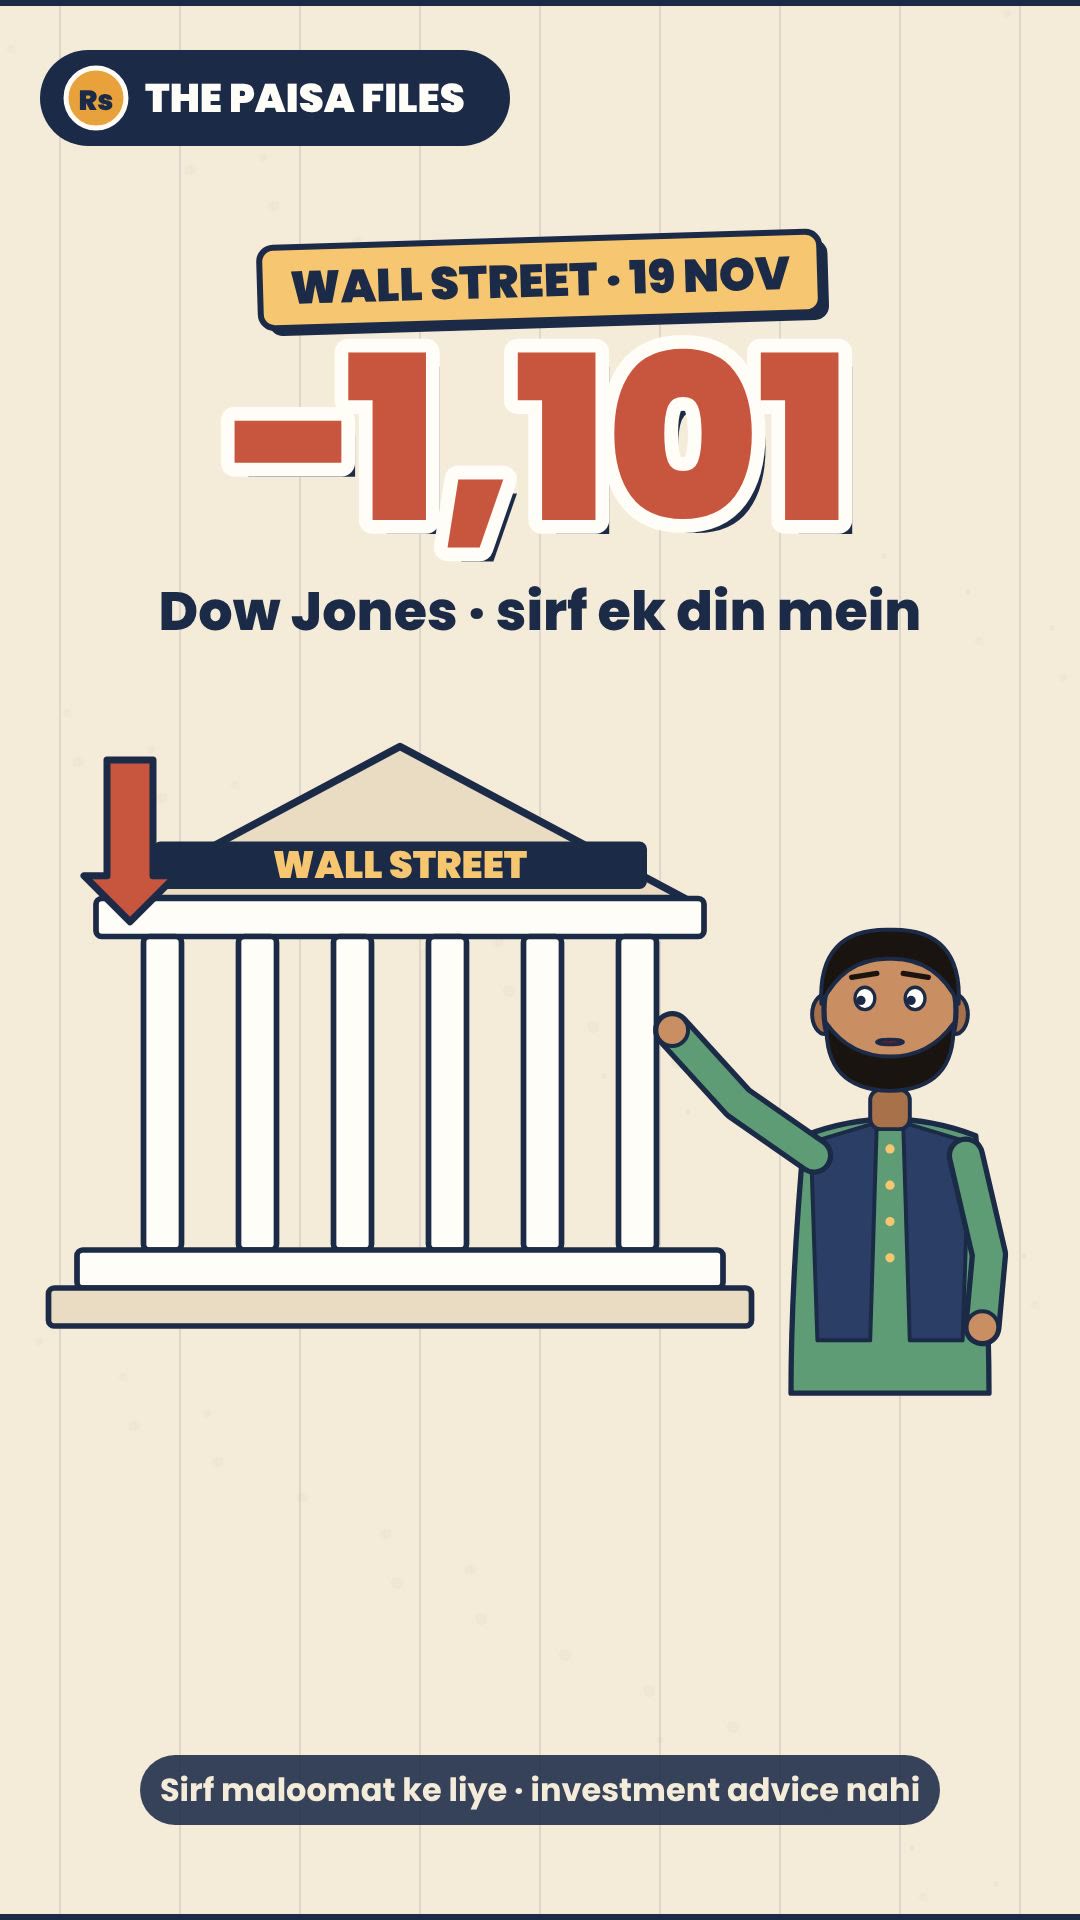 Rs THE PAISA FILES
WALL STREET · 19 NOV
−1,101
Dow Jones · sirf ek din mein
WALL STREET
Sirf maloomat ke liye · investment advice nahi